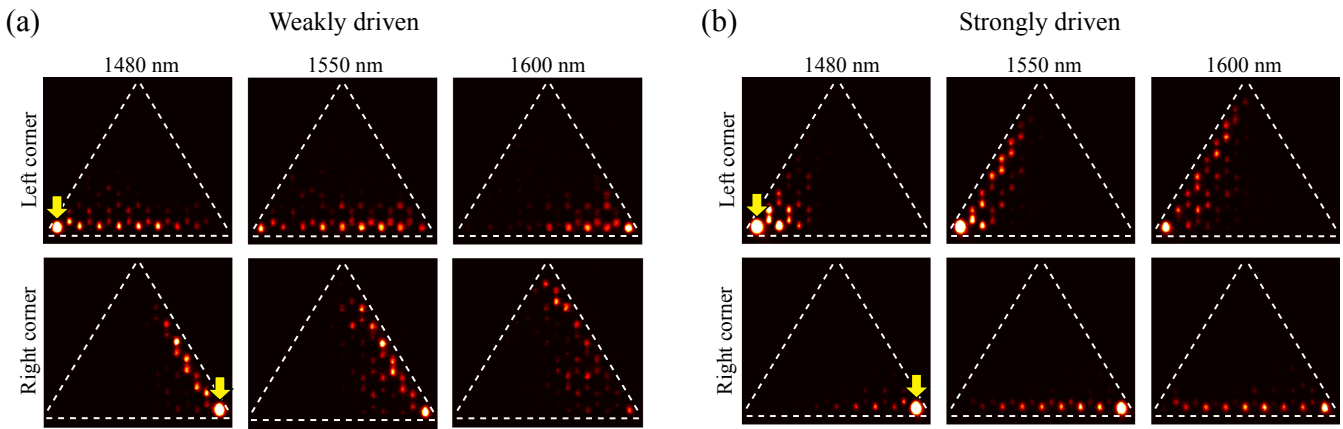 (a)
Weakly driven
1480 nm
1550 nm
1600 nm
Left corner
Right corner
(b)
Strongly driven
1480 nm
1550 nm
1600 nm
Left corner
Right corner